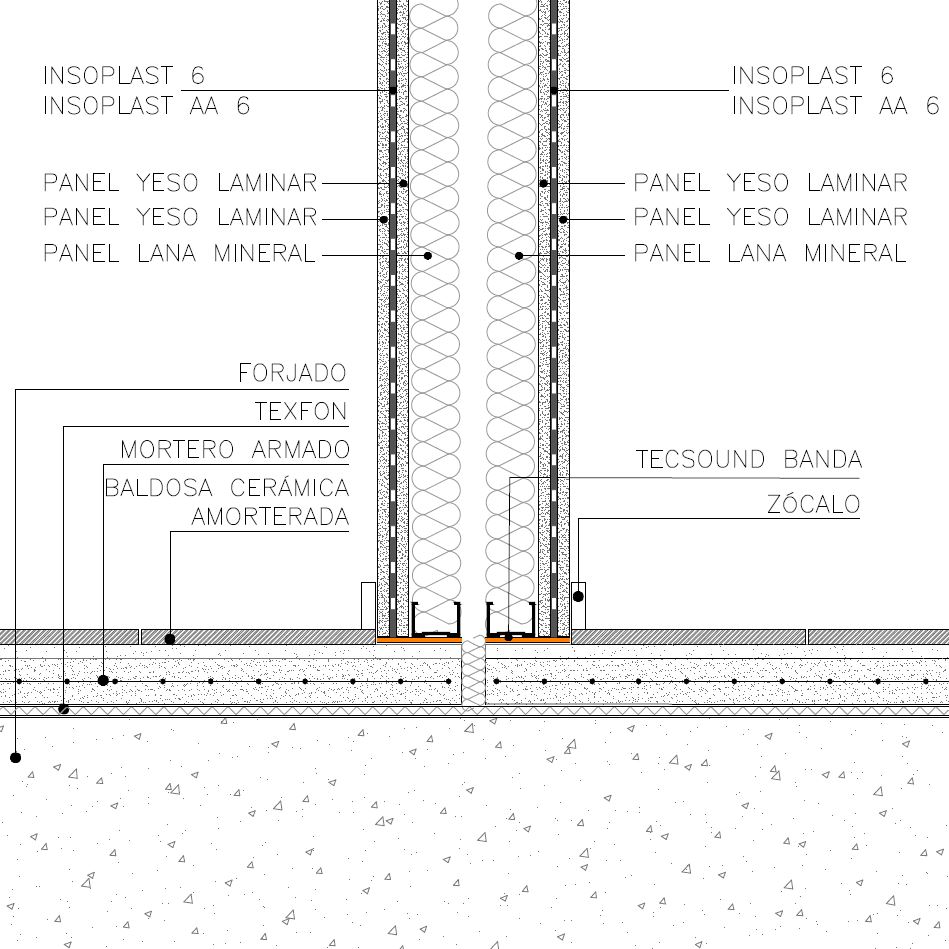 INSOPLAST 6
INSOPLAST AA 6
PANEL YESO LAMINAR
PANEL YESO LAMINAR
PANEL LANA MINERAL
FORJADO
TEXFON
MORTERO ARMADO
BALDOSA CERÁMICA
AMORTERADA
INSOPLAST 6
INSOPLAST AA 6
PANEL YESO LAMINAR
PANEL YESO LAMINAR
PANEL LANA MINERAL
TECSOUND BANDA
ZÓCALO